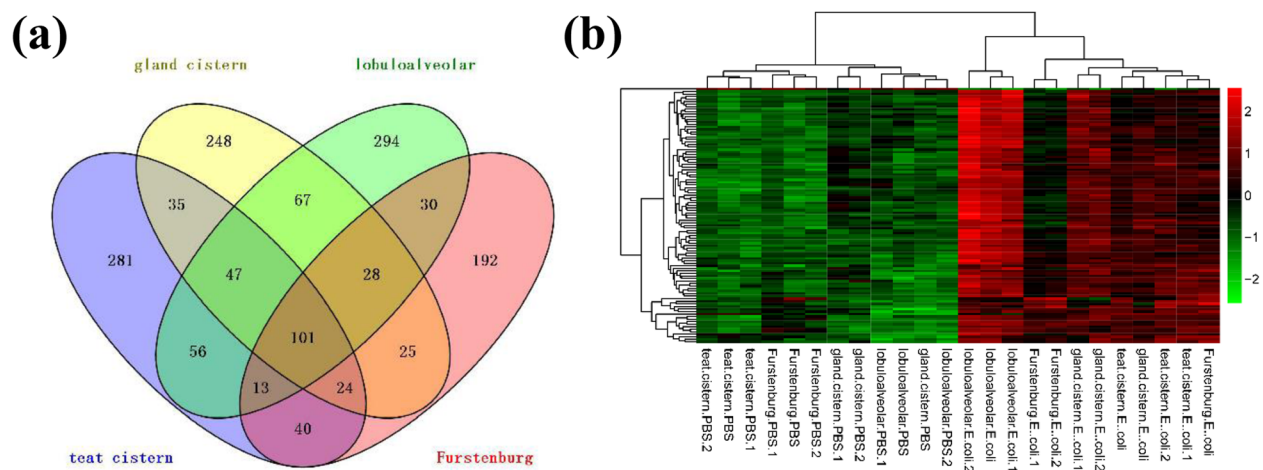 (a)
gland cistern
lobuloalveolar
248
294
35
67
30
281
47
28
192
101
56
25
13
24
40
teat cistern
Furstenburg
(b)
2
1
0
−1
−2
teat.cistern.PBS.2
teat.cistern.PBS
teat.cistern.PBS.1
Furstenburg.PBS.1
Furstenburg.PBS
Furstenburg.PBS.2
gland.cistern.PBS.1
gland.cistern.PBS.2
lobuloalveolar.PBS.1
lobuloalveolar.PBS
gland.cistern.PBS
lobuloalveolar.PBS.2
lobuloalveolar.E.coli.2
lobuloalveolar.E.coli
lobuloalveolar.E.coli.1
Furstenburg.E..coli.1
Furstenburg.E..coli.2
gland.cistern.E..coli.1
gland.cistern.E..coli.2
teat.cistern.E..coli
gland.cistern.E..coli
teat.cistern.E..coli.2
teat.cistern.E..coli.1
Furstenburg.E..coli